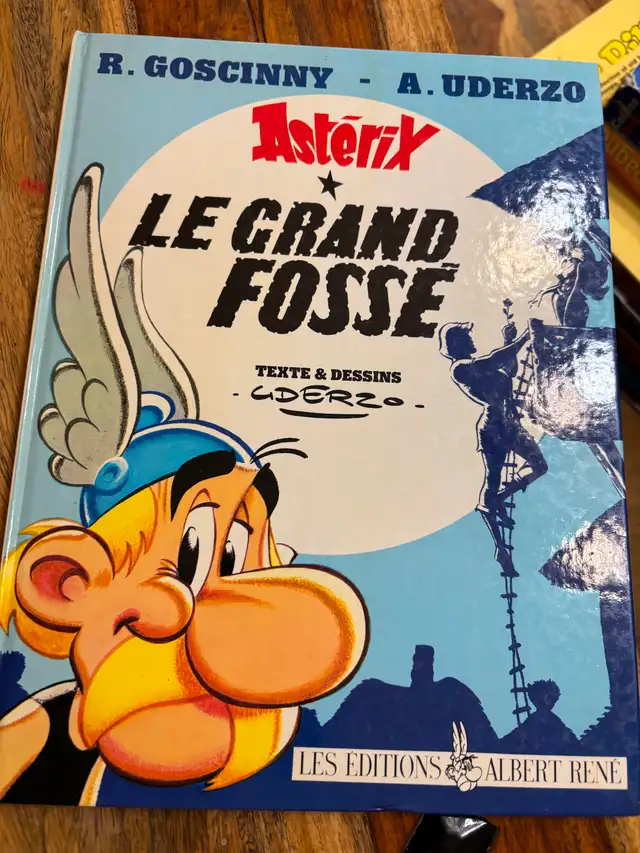 R. GOSCINNY - A. UDERZO
Astérix
LE GRAND
FOSSÉ
TEXTE & DESSINS
- UDERZO -
LES ÉDITIONS ALBERT RENÉ